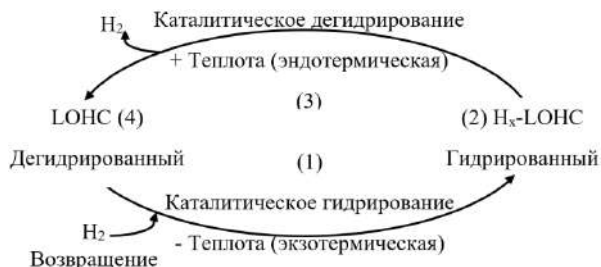 H₂
Каталитическое дегидрирование
+ Теплота (эндотермическая)
(3)
LOHC (4)
(2) Hₓ-LOHC
Дегидрированный
(1)
Гидрированный
Каталитическое гидрирование
H₂
- Теплота (экзотермическая)
Возвращение